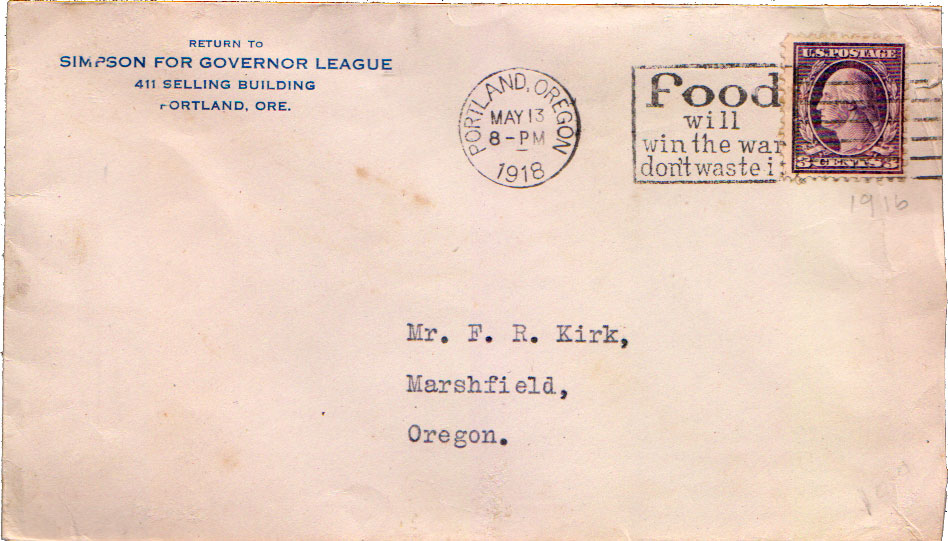 RETURN TO
SIMPSON FOR GOVERNOR LEAGUE
411 SELLING BUILDING
PORTLAND, ORE.
PORTLAND, OREGON
MAY 13
8-PM
1918
Food
will
win the war
don't waste i
U.S. POSTAGE
3 CENTS 3
1916
Mr. F. R. Kirk,
Marshfield,
Oregon.